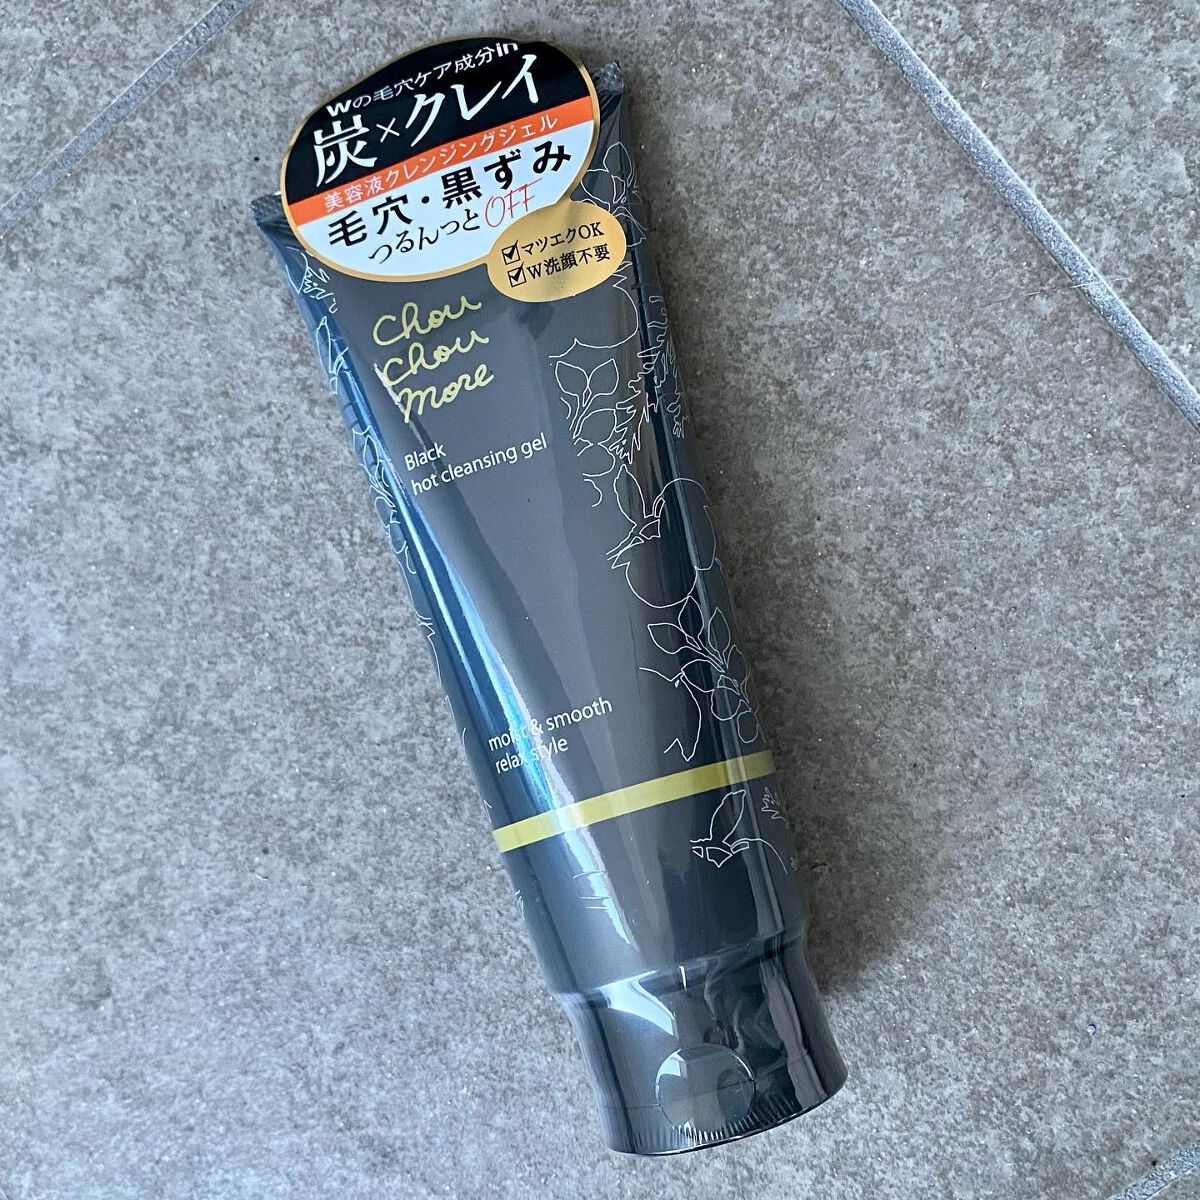 Wの毛穴ケア成分in
炭×クレイ
美容液クレンジングジェル
毛穴・黒ずみ
つるんっとOFF
マツエクOK
W洗顔不要
Chou
Chou
more
Black
hot cleansing gel
moist & smooth
relax style